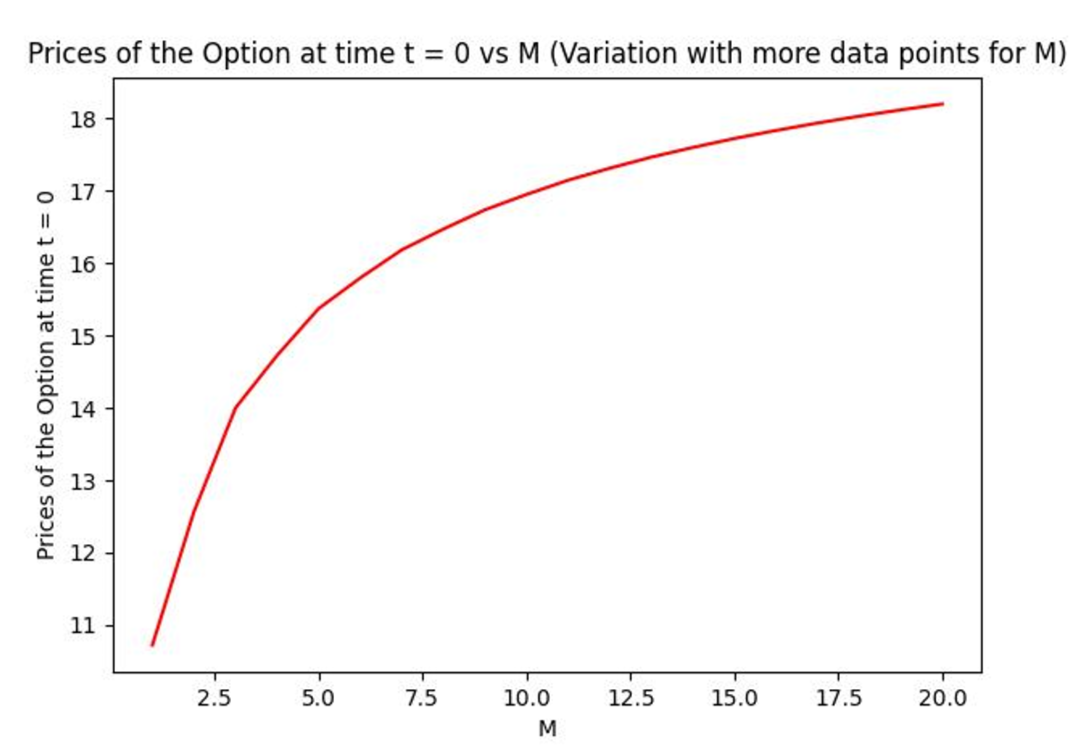 Prices of the Option at time t = 0 vs M (Variation with more data points for M)
Prices of the Option at time t = 0
18
17
16
15
14
13
12
11
2.5 5.0 7.5 10.0 12.5 15.0 17.5 20.0
M